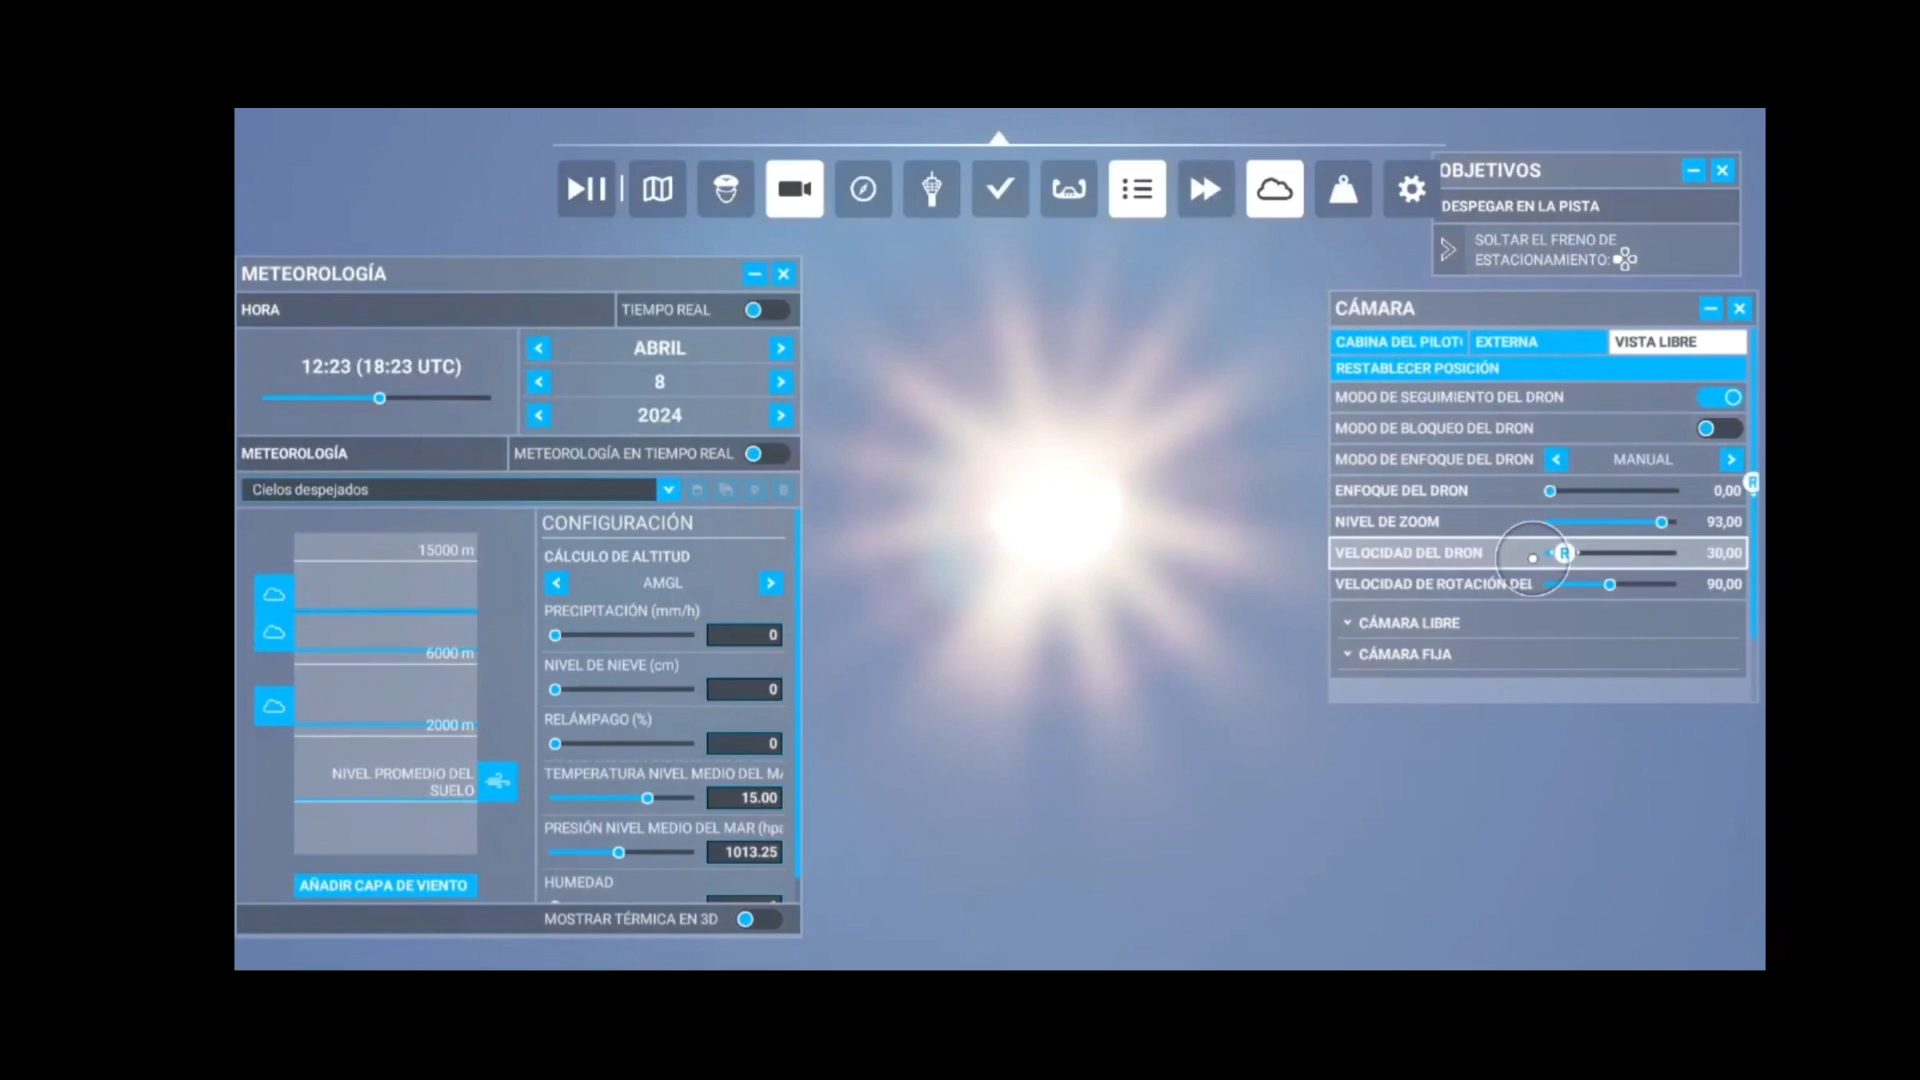 OBJETIVOS
DESPEGAR EN LA PISTA
SOLTAR EL FRENO DE
ESTACIONAMIENTO:
METEOROLOGÍA
HORA
TIEMPO REAL
12:23 (18:23 UTC)
ABRIL
8
2024
METEOROLOGÍA
METEOROLOGÍA EN TIEMPO REAL
Cielos despejados
15000 m
6000 m
2000 m
NIVEL PROMEDIO DEL
SUELO
AÑADIR CAPA DE VIENTO
CONFIGURACIÓN
CÁLCULO DE ALTITUD
AMGL
PRECIPITACIÓN (mm/h)
0
NIVEL DE NIEVE (cm)
0
RELÁMPAGO (%)
0
TEMPERATURA NIVEL MEDIO DEL MA
15.00
PRESIÓN NIVEL MEDIO DEL MAR (hpa
1013.25
HUMEDAD
MOSTRAR TÉRMICA EN 3D
CÁMARA
CABINA DEL PILOTO EXTERNA VISTA LIBRE
RESTABLECER POSICIÓN
MODO DE SEGUIMIENTO DEL DRON
MODO DE BLOQUEO DEL DRON
MODO DE ENFOQUE DEL DRON MANUAL
R
ENFOQUE DEL DRON 0,00
NIVEL DE ZOOM 93,00
VELOCIDAD DEL DRON R 30,00
VELOCIDAD DE ROTACIÓN DEL 90,00
CÁMARA LIBRE
CÁMARA FIJA